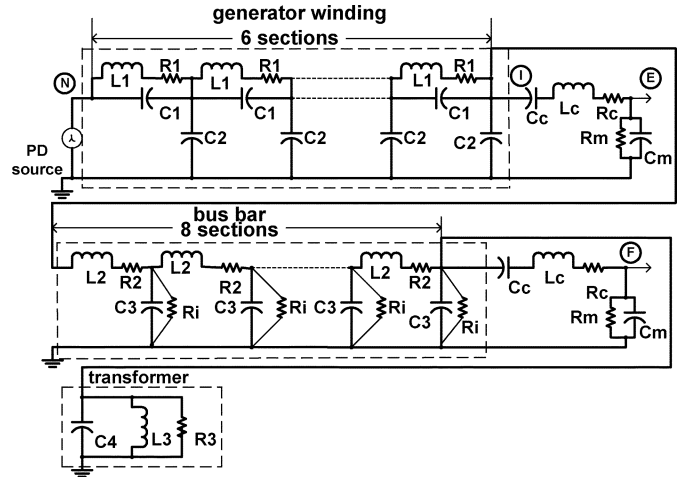 generator winding
6 sections
L1 R1 L1 R1 L1 R1
N I E
C1 C1 C1 Cc Lc Rc
C2 C2 C2 C2 Rm Cm
PD
source
bus bar
8 sections
L2 R2 L2 R2 L2 R2 F
Cc Lc Rc
C3 Ri C3 Ri C3 Ri C3 Ri Rm Cm
transformer
C4 L3 R3